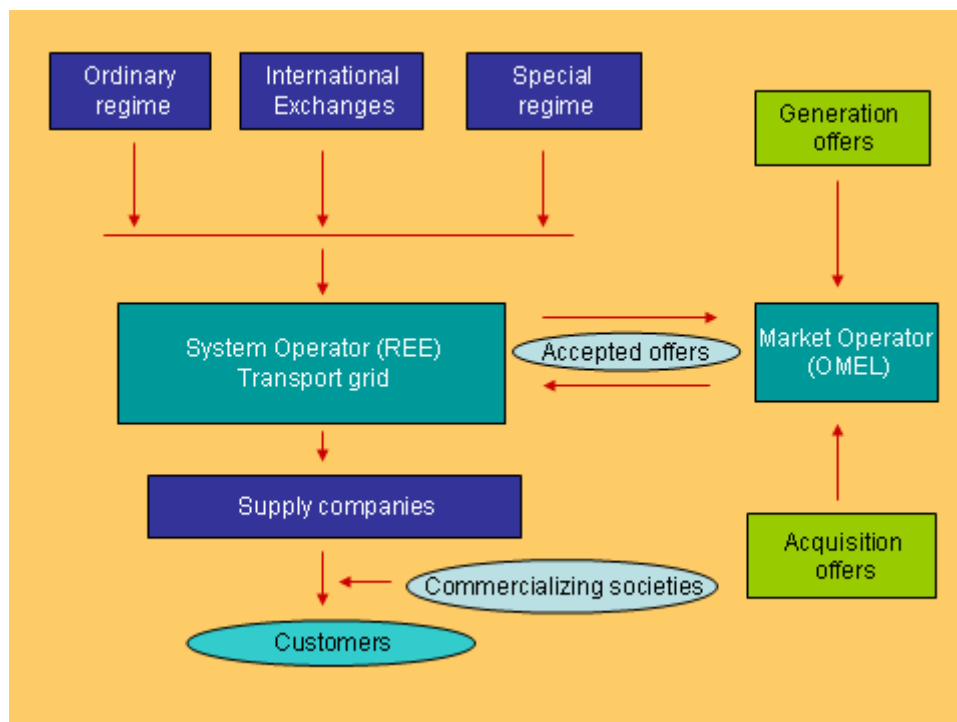 Ordinary
regime
International
Exchanges
Special
regime
Generation
offers
System Operator (REE)
Transport grid
Accepted offers
Market Operator
(OMEL)
Supply companies
Acquisition
offers
Commercializing societies
Customers